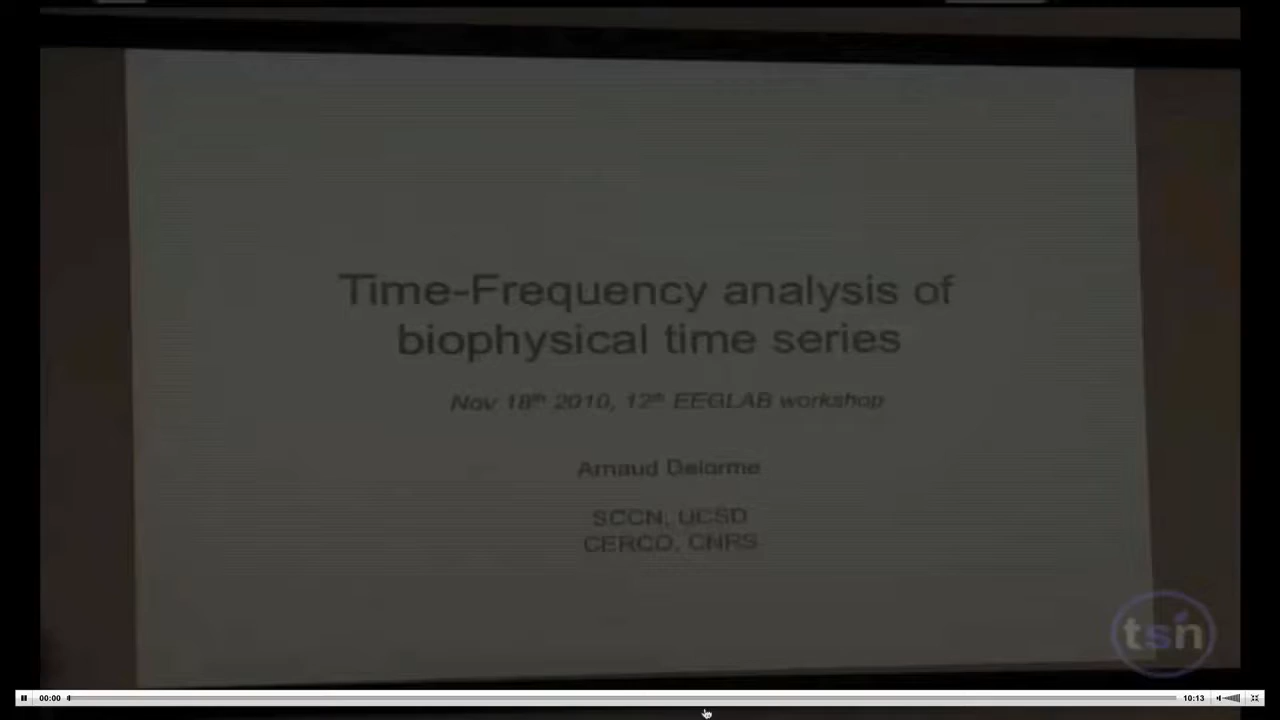 Time-Frequency analysis of
biophysical time series
Nov 18th 2010, 12th EEGLAB workshop
Arnaud Delorme
SCCN, UCSD
CERCO, CNRS
tsn
00:00
10:13